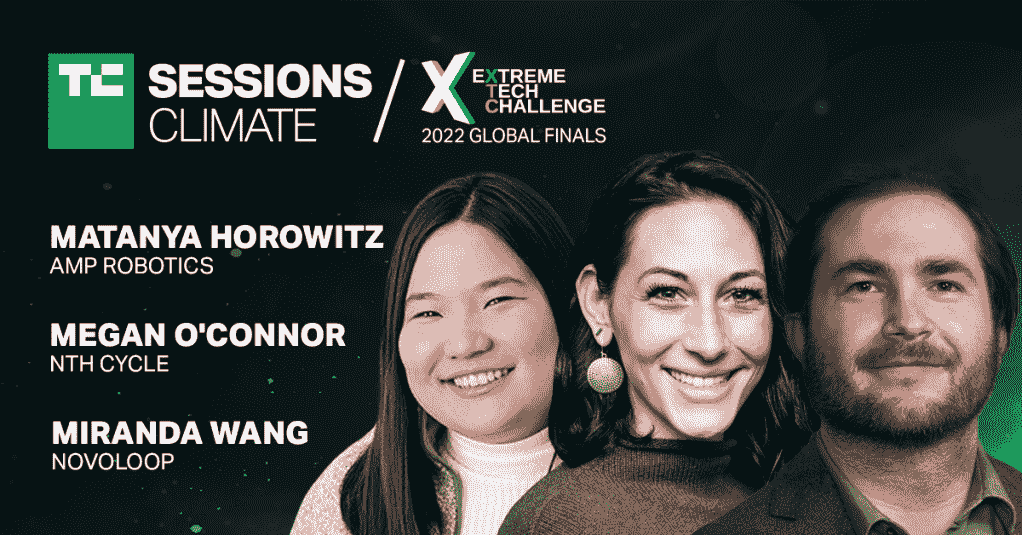 TC
SESSIONS
CLIMATE
X
EXTREME
TECH
CHALLENGE
2022 GLOBAL FINALS
MATANYA HOROWITZ
AMP ROBOTICS
MEGAN O'CONNOR
NTH CYCLE
MIRANDA WANG
NOVOLOOP